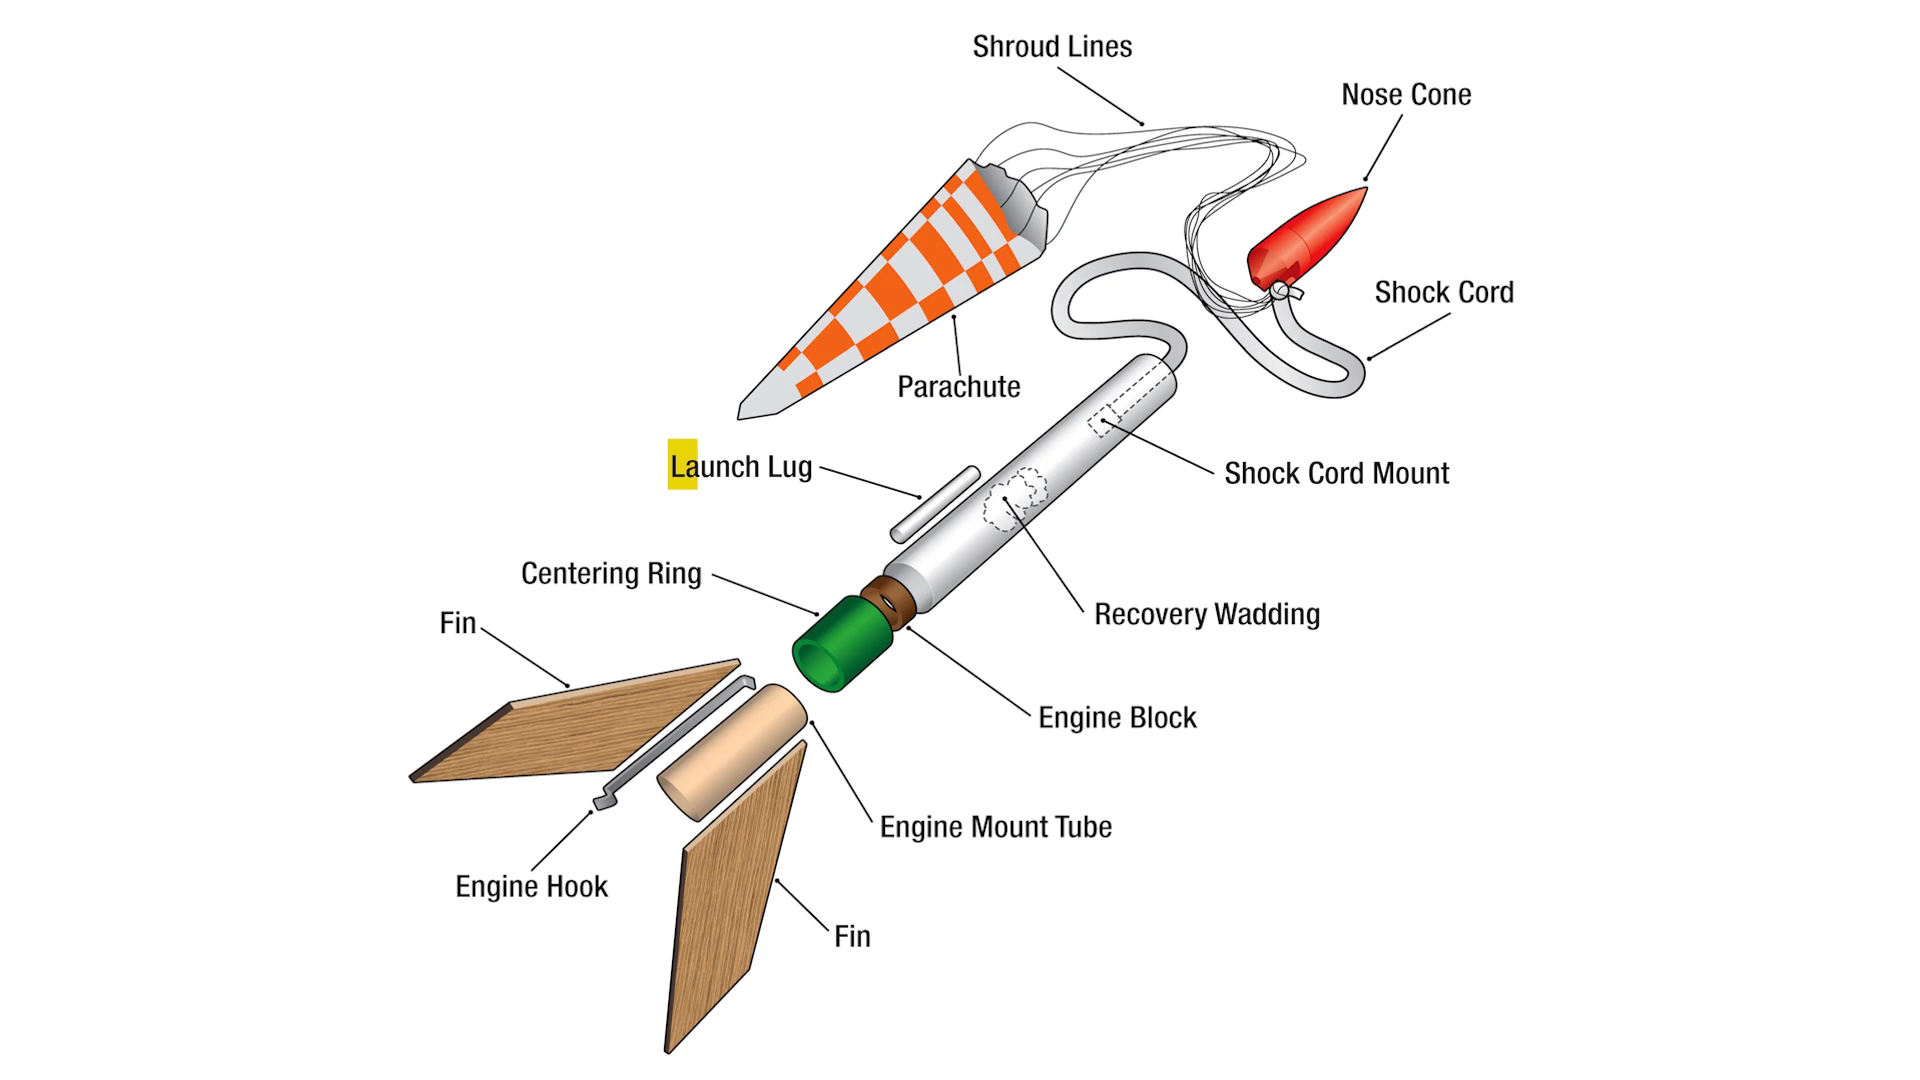 Shroud Lines
Nose Cone
Shock Cord
Parachute
Launch Lug
Shock Cord Mount
Centering Ring
Recovery Wadding
Fin
Engine Block
Engine Mount Tube
Engine Hook
Fin